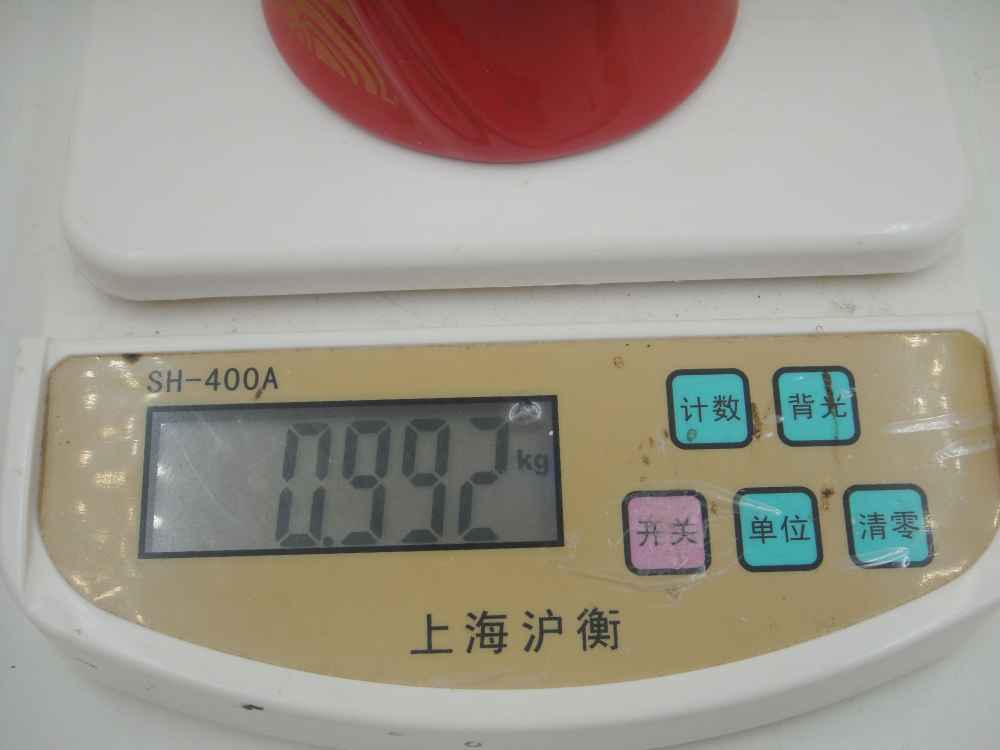 SH-400A
0.992 kg
计数 背光
开关 单位 清零
上海沪衡